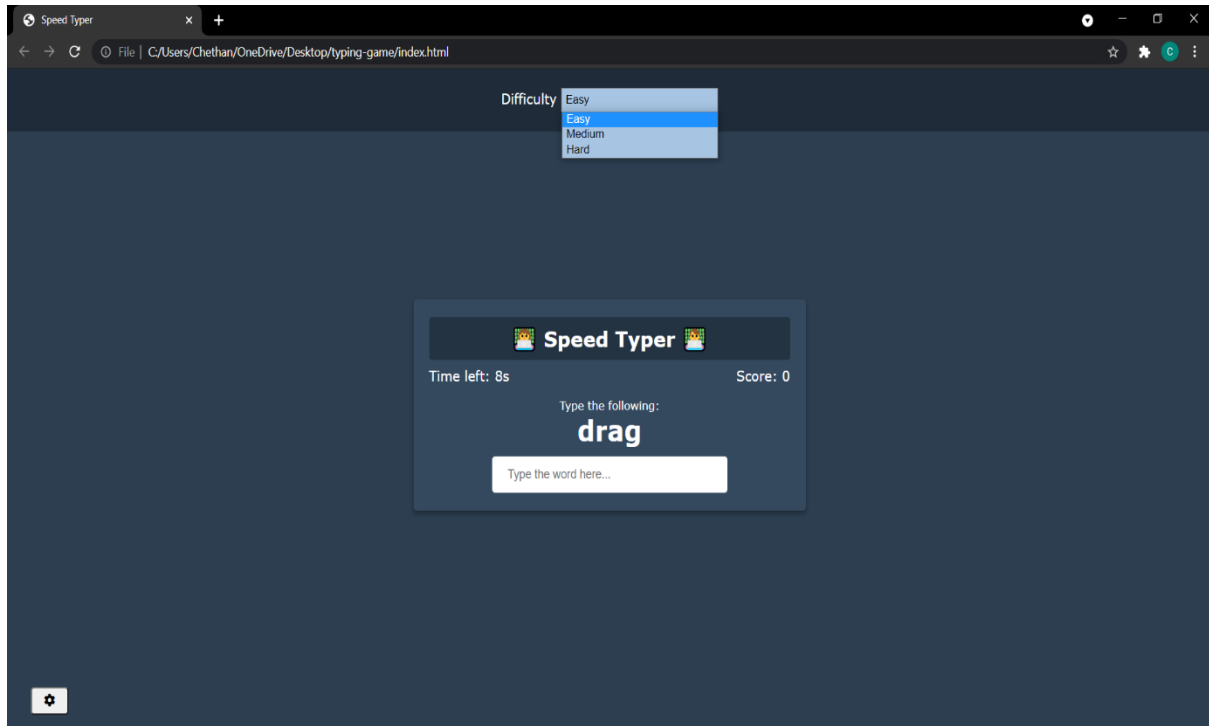 Speed Typer
File | C:/Users/Chethan/OneDrive/Desktop/typing-game/index.html
C
Difficulty Easy
Easy
Medium
Hard
Speed Typer
Time left: 8s Score: 0
Type the following:
drag
Type the word here...